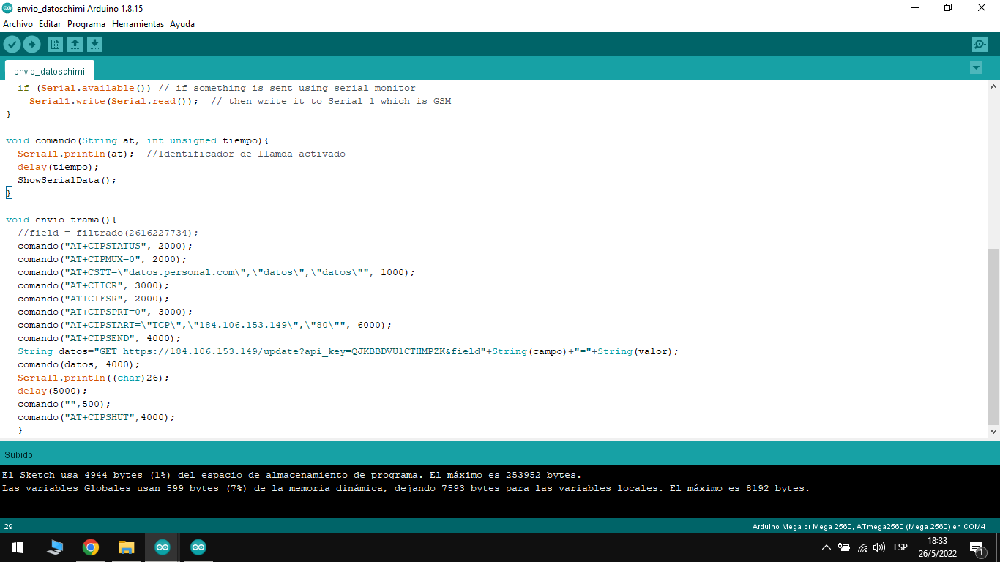 envio_datoschimi Arduino 1.8.15
Archivo Editar Programa Herramientas Ayuda
envio_datoschimi
if (Serial.available()) // if something is sent using serial monitor
Serial1.write(Serial.read());  // then write it to Serial 1 which is GSM
}
void comando(String at, int unsigned tiempo){
Serial1.println(at);  //Identificador de llamda activado
delay(tiempo);
ShowSerialData();
}
void envio_trama(){
//field = filtrado(2616227734);
comando("AT+CIPSTATUS", 2000);
comando("AT+CIPMUX=0", 2000);
comando("AT+CSTT=\"datos.personal.com\",\"datos\",\"datos\"", 1000);
comando("AT+CIICR", 3000);
comando("AT+CIFSR", 2000);
comando("AT+CIPSPRT=0", 3000);
comando("AT+CIPSTART=\"TCP\",\"184.106.153.149\",\"80\"", 6000);
comando("AT+CIPSEND", 4000);
String datos="GET https://184.106.153.149/update?api_key=QJKBBDVU1CTHMPZK&field"+String(campo)+"="+String(valor);
comando(datos, 4000);
Serial1.println((char)26);
delay(5000);
comando("",500);
comando("AT+CIPSHUT",4000);
}
Subido
El Sketch usa 4944 bytes (1%) del espacio de almacenamiento de programa. El máximo es 253952 bytes.
Las variables Globales usan 599 bytes (7%) de la memoria dinámica, dejando 7593 bytes para las variables locales. El máximo es 8192 bytes.
29
Arduino Mega or Mega 2560, ATmega2560 (Mega 2560) en COM4
ESP
18:33
26/5/2022
1